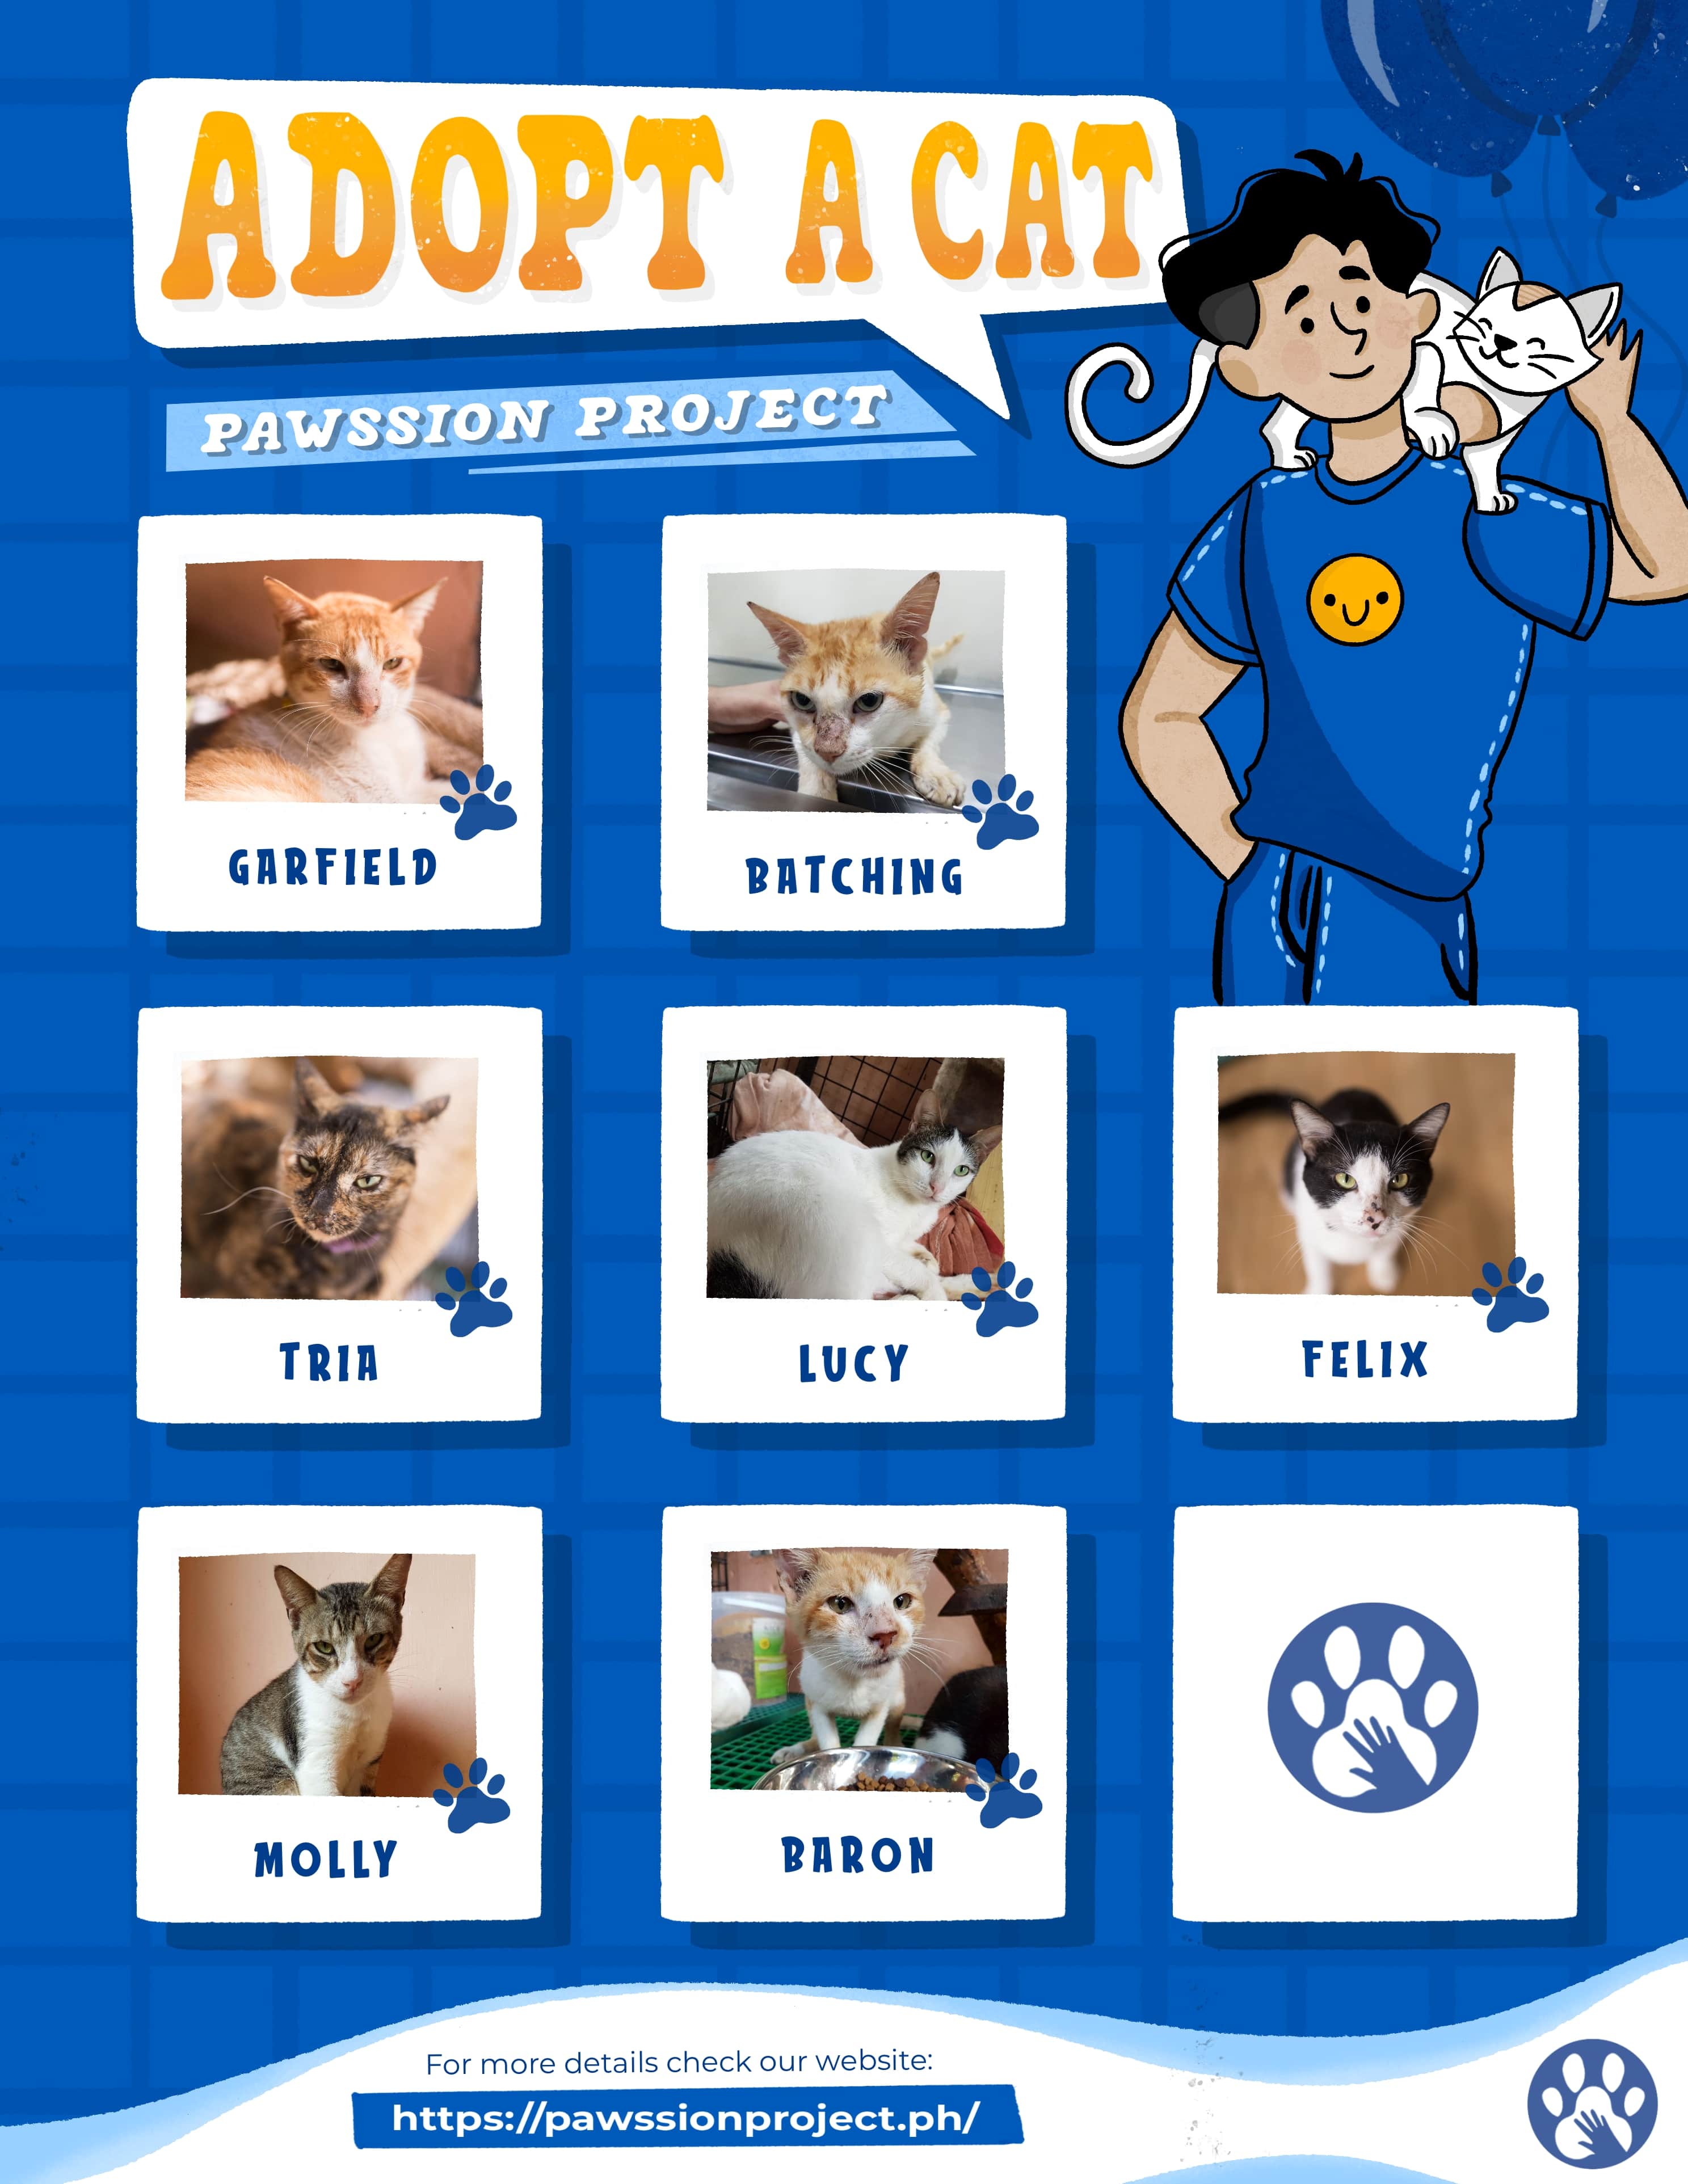 ADOPT A CAT
PAWSSION PROJECT
GARFIELD
BATCHING
TRIA
LUCY
FELIX
MOLLY
BARON
For more details check our website:
https://pawssionproject.ph/